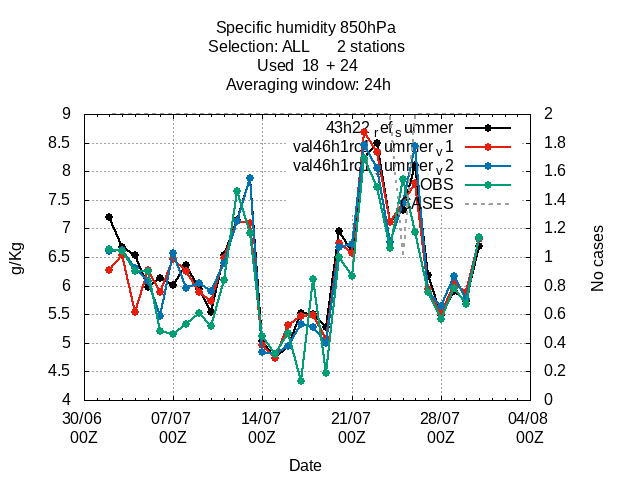 Specific humidity 850hPa
Selection: ALL 2 stations
Used 18 + 24
Averaging window: 24h
9
8.5
8
7.5
7
6.5
6
5.5
5
4.5
4
2
1.8
1.6
1.4
1.2
1
0.8
0.6
0.4
0.2
0
43h22_ref_summer
ummer_v1
ummer_v2
OBS
CASES
g/Kg
No cases
30/06 07/07 14/07 21/07 28/07 04/08
00Z 00Z 00Z 00Z 00Z 00Z
Date